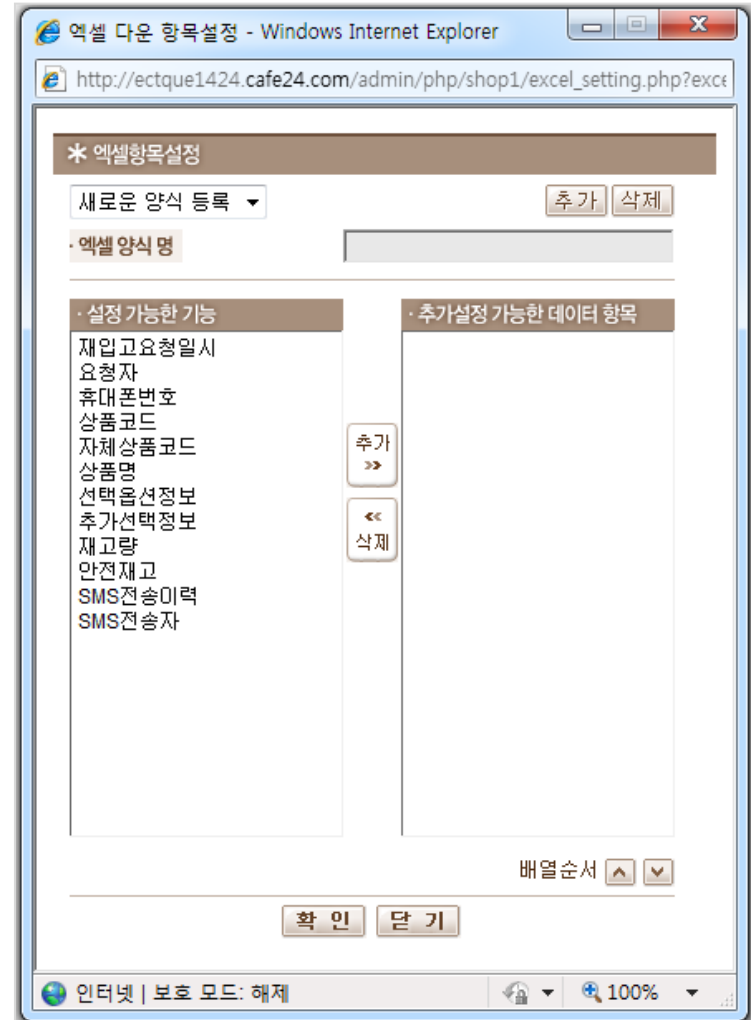 엑셀 다운 항목설정 - Windows Internet Explorer
http://ectque1424.cafe24.com/admin/php/shop1/excel_setting.php?exce
엑셀항목설정
새로운 양식 등록
추가 삭제
· 엑셀 양식 명
· 설정 가능한 기능
· 추가설정 가능한 데이터 항목
재입고요청일시
요청자
휴대폰번호
상품코드
자체상품코드
상품명
선택옵션정보
추가선택정보
재고량
안전재고
SMS전송이력
SMS전송자
추가
»
«
삭제
배열순서
확 인 닫 기
인터넷 | 보호 모드: 해제 100%